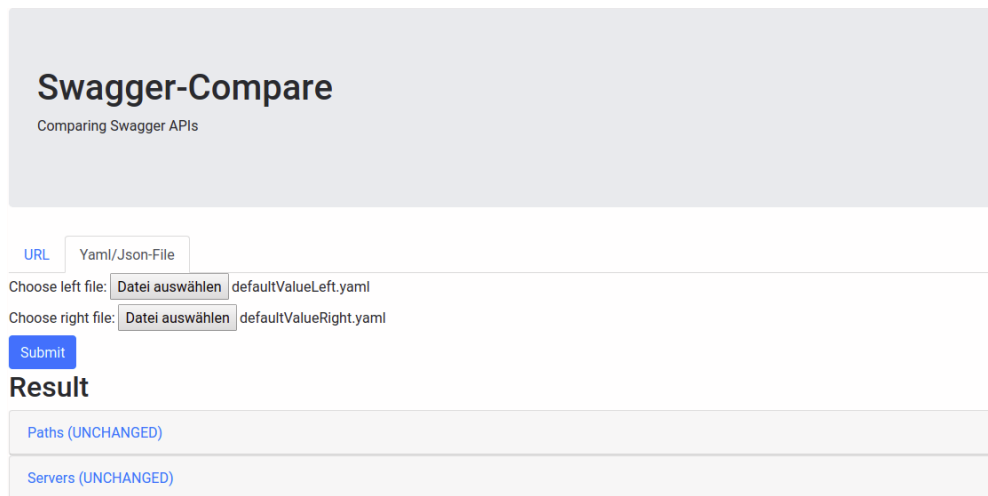 Swagger-Compare
Comparing Swagger APIs
URL Yaml/Json-File
Choose left file: Datei auswählen defaultValueLeft.yaml
Choose right file: Datei auswählen defaultValueRight.yaml
Submit
Result
Paths (UNCHANGED)
Servers (UNCHANGED)